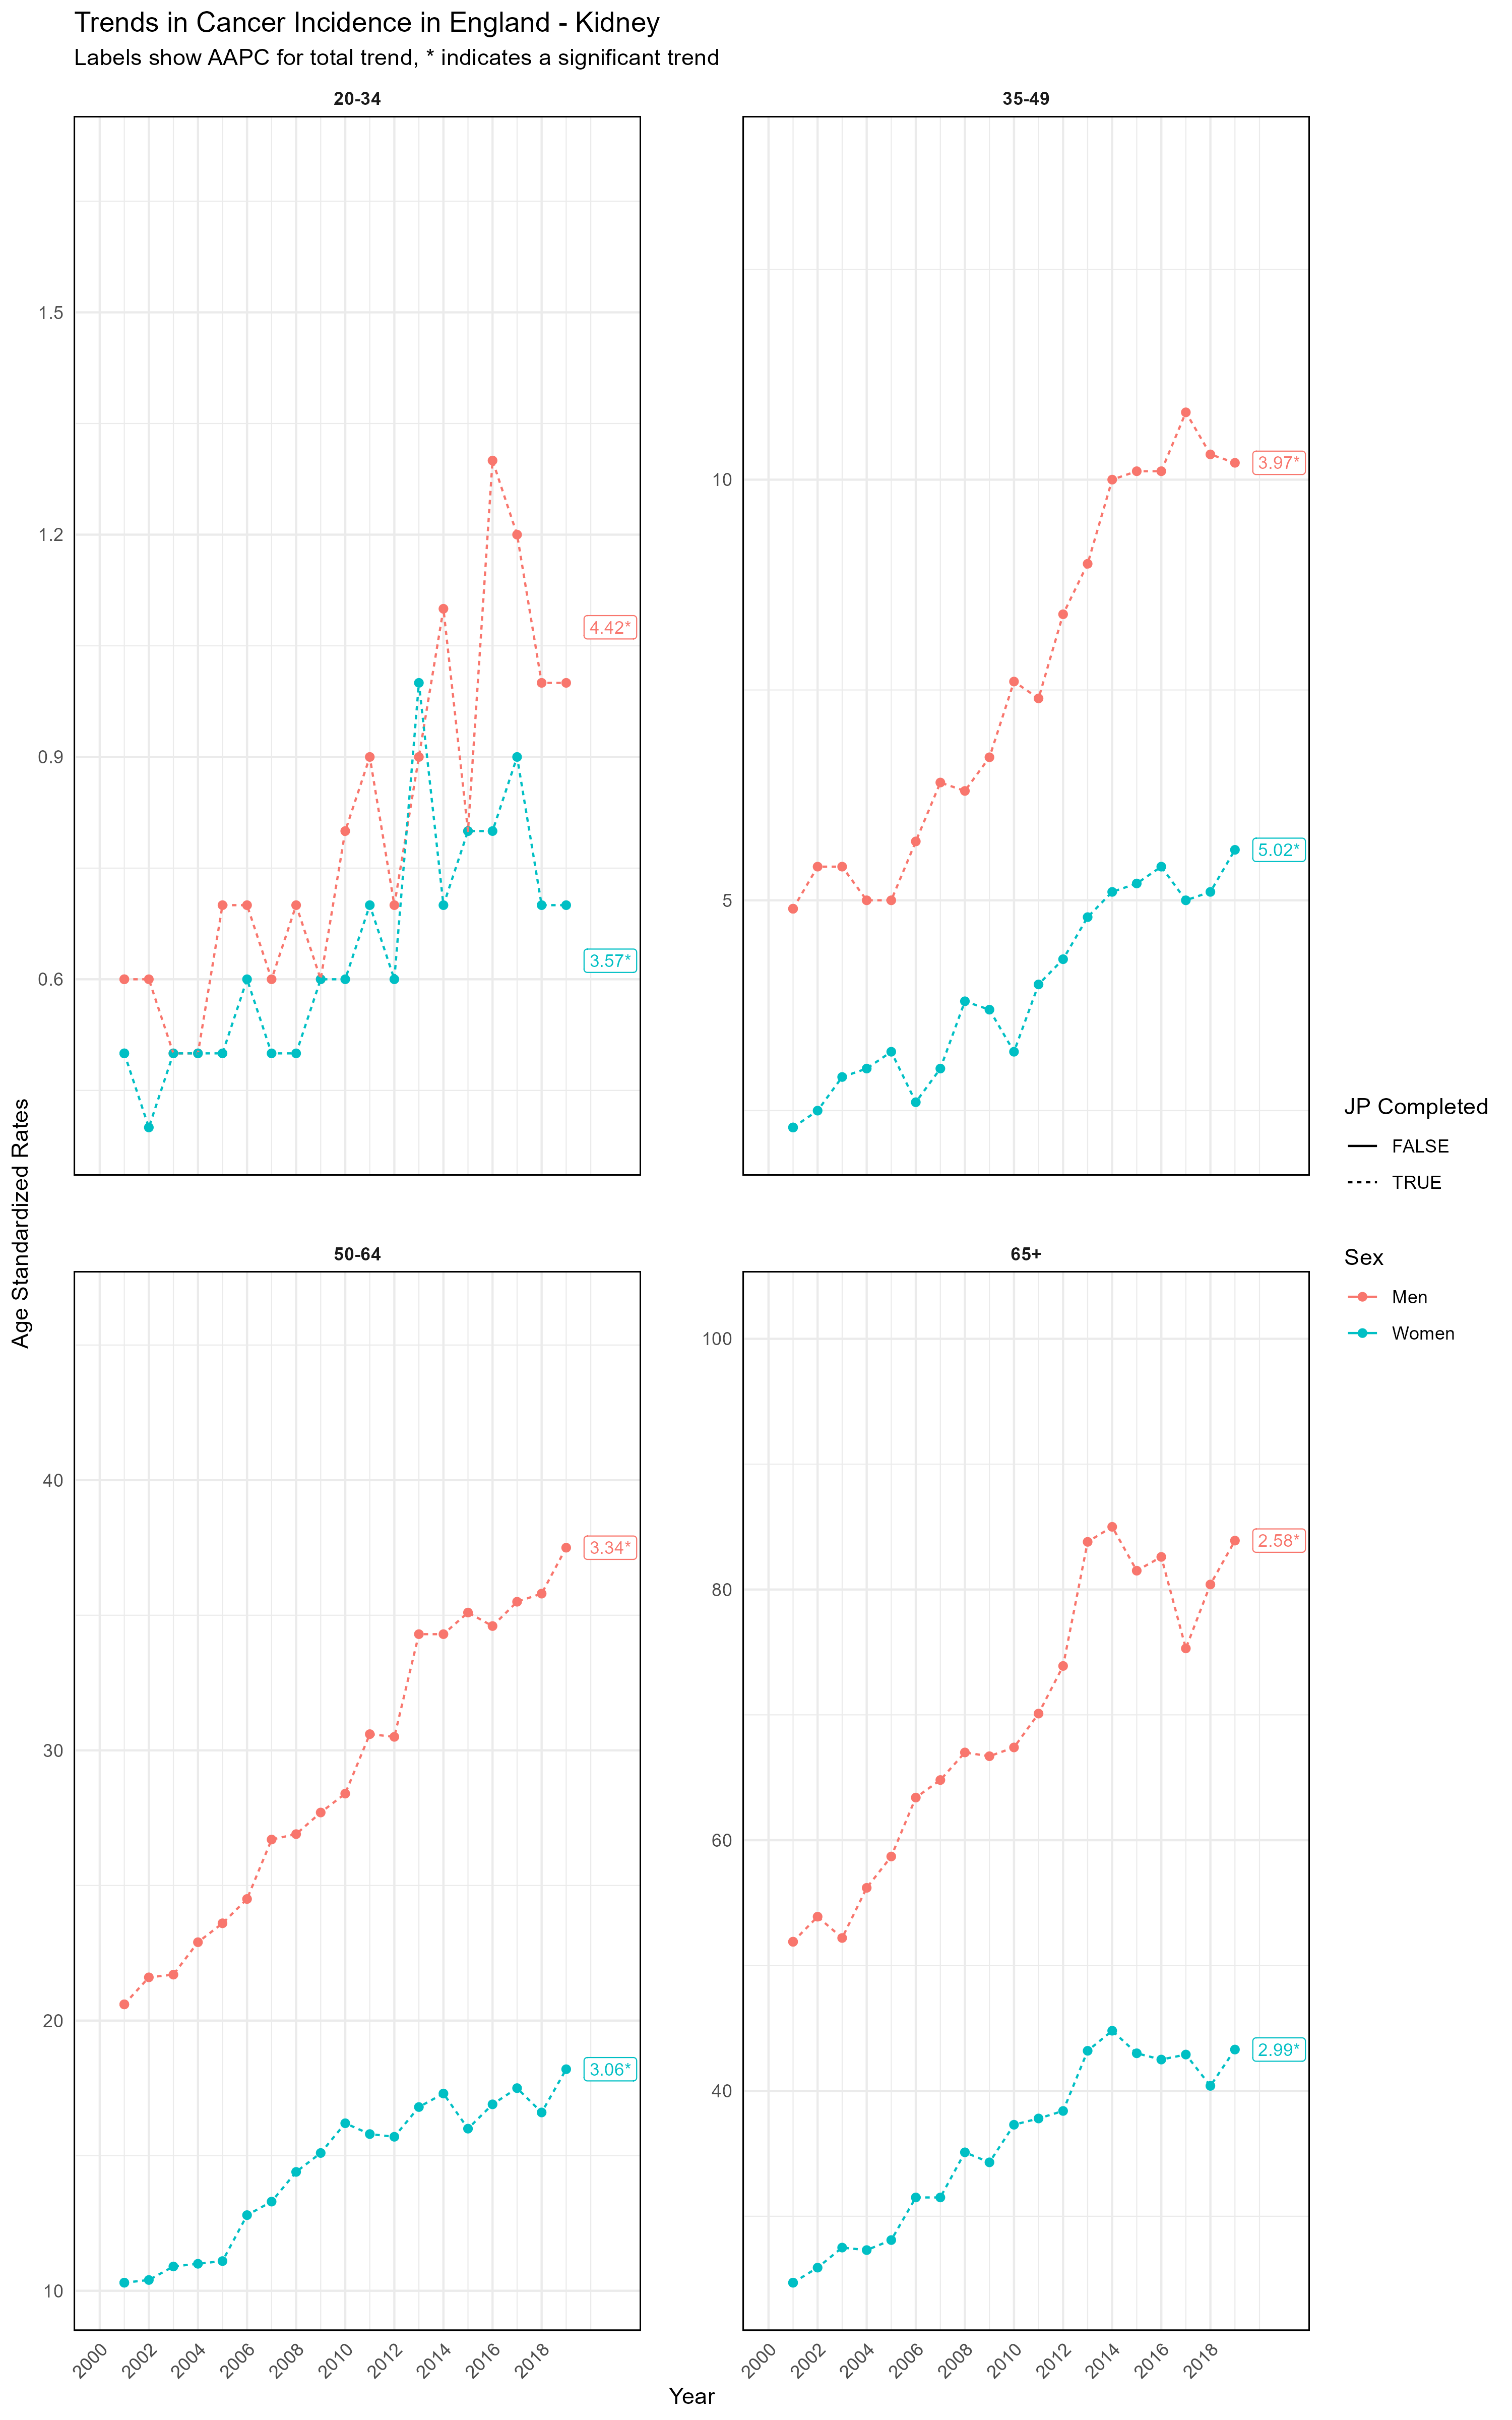 Trends in Cancer Incidence in England - Kidney
Labels show AAPC for total trend, * indicates a significant trend
20-34
35-49
1.5
1.2
0.9
0.6
4.42*
3.57*
10
5
3.97*
5.02*
Age Standardized Rates
50-64
65+
40
30
20
10
3.34*
3.06*
100
80
60
40
2.58*
2.99*
2000 2002 2004 2006 2008 2010 2012 2014 2016 2018
2000 2002 2004 2006 2008 2010 2012 2014 2016 2018
Year
JP Completed
FALSE
TRUE
Sex
Men
Women